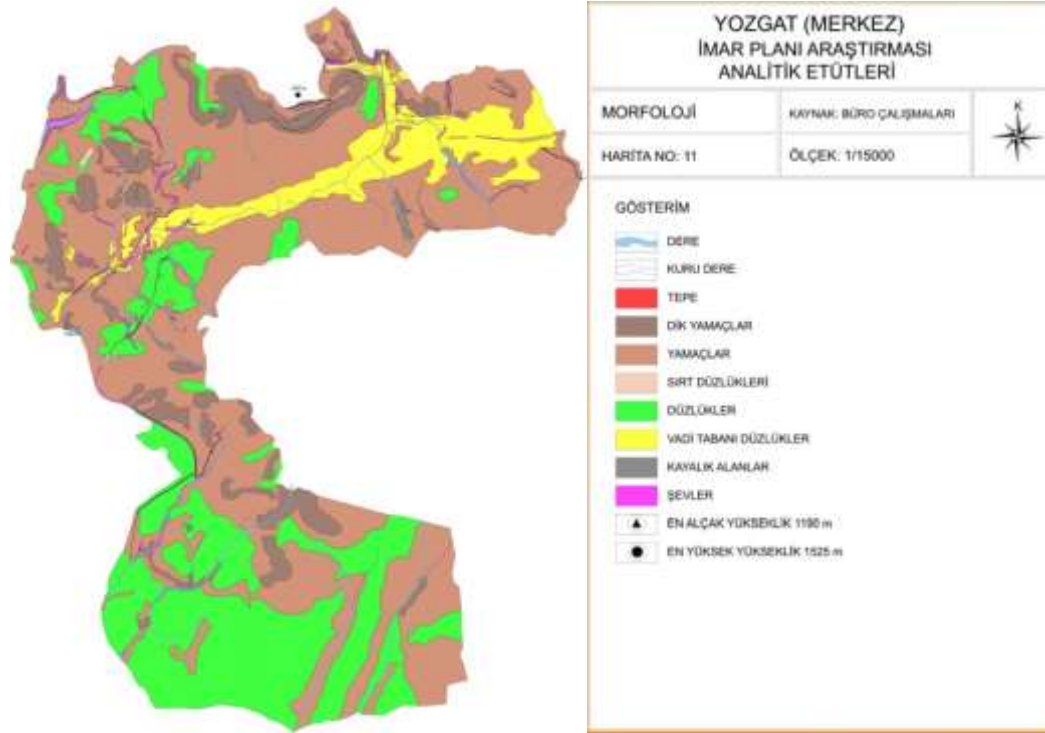 YOZGAT (MERKEZ)
İMAR PLANI ARAŞTIRMASI
ANALİTİK ETÜTLERİ
MORFOLOJİ
KAYNAK: BÜRO ÇALIŞMALARI
K
HARİTA NO: 11
ÖLÇEK: 1/15000
GÖSTERİM
DERE
KURU DERE
TEPE
DİK YAMAÇLAR
YAMAÇLAR
SIRT DÜZLÜKLERİ
DÜZLÜKLER
VADİ TABANI DÜZLÜKLER
KAYALIK ALANLAR
ŞEVLER
EN ALÇAK YÜKSEKLİK 1190 m
EN YÜKSEK YÜKSEKLİK 1525 m